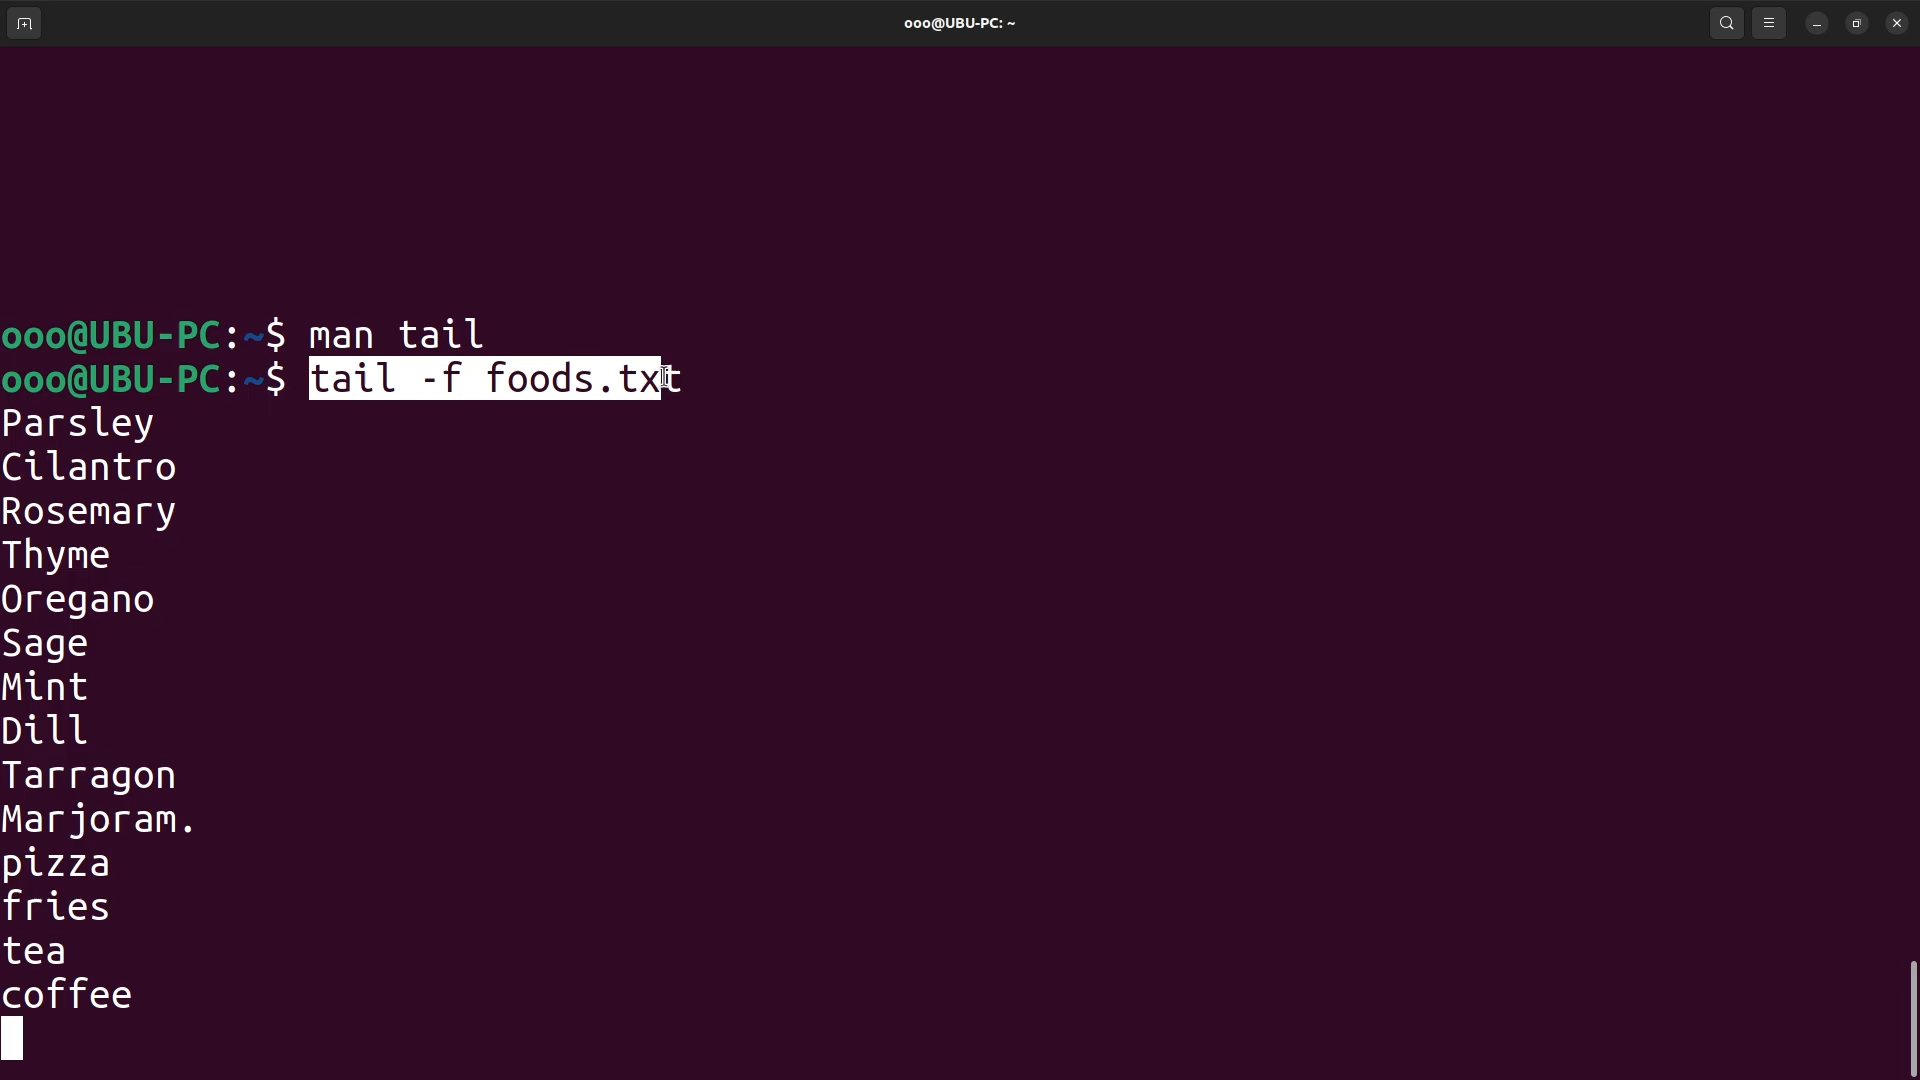 ooo@UBU-PC: ~
ooo@UBU-PC:~$ man tail
ooo@UBU-PC:~$ tail -f foods.txt
Parsley
Cilantro
Rosemary
Thyme
Oregano
Sage
Mint
Dill
Tarragon
Marjoram.
pizza
fries
tea
coffee